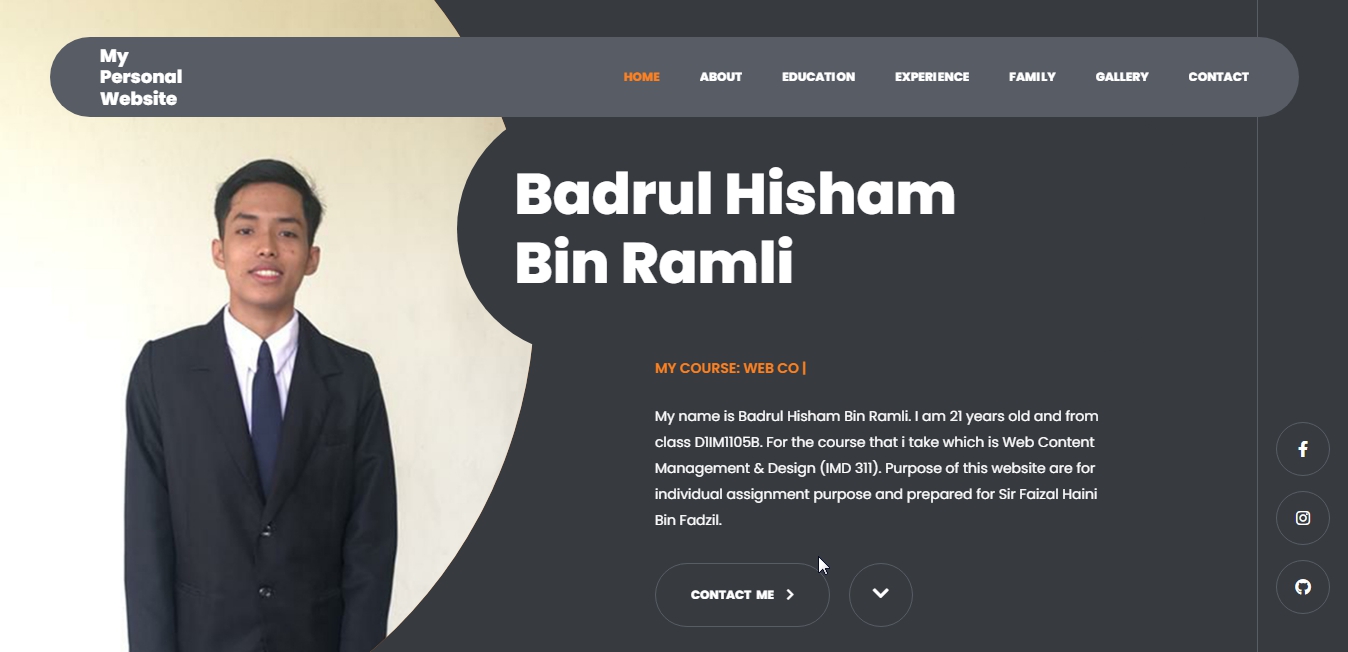 My
Personal
Website
HOME ABOUT EDUCATION EXPERIENCE FAMILY GALLERY CONTACT
Badrul Hisham
Bin Ramli
MY COURSE: WEB CO |
My name is Badrul Hisham Bin Ramli. I am 21 years old and from
class D1IM1105B. For the course that i take which is Web Content
Management & Design (IMD 311). Purpose of this website are for
individual assignment purpose and prepared for Sir Faizal Haini
Bin Fadzil.
CONTACT ME